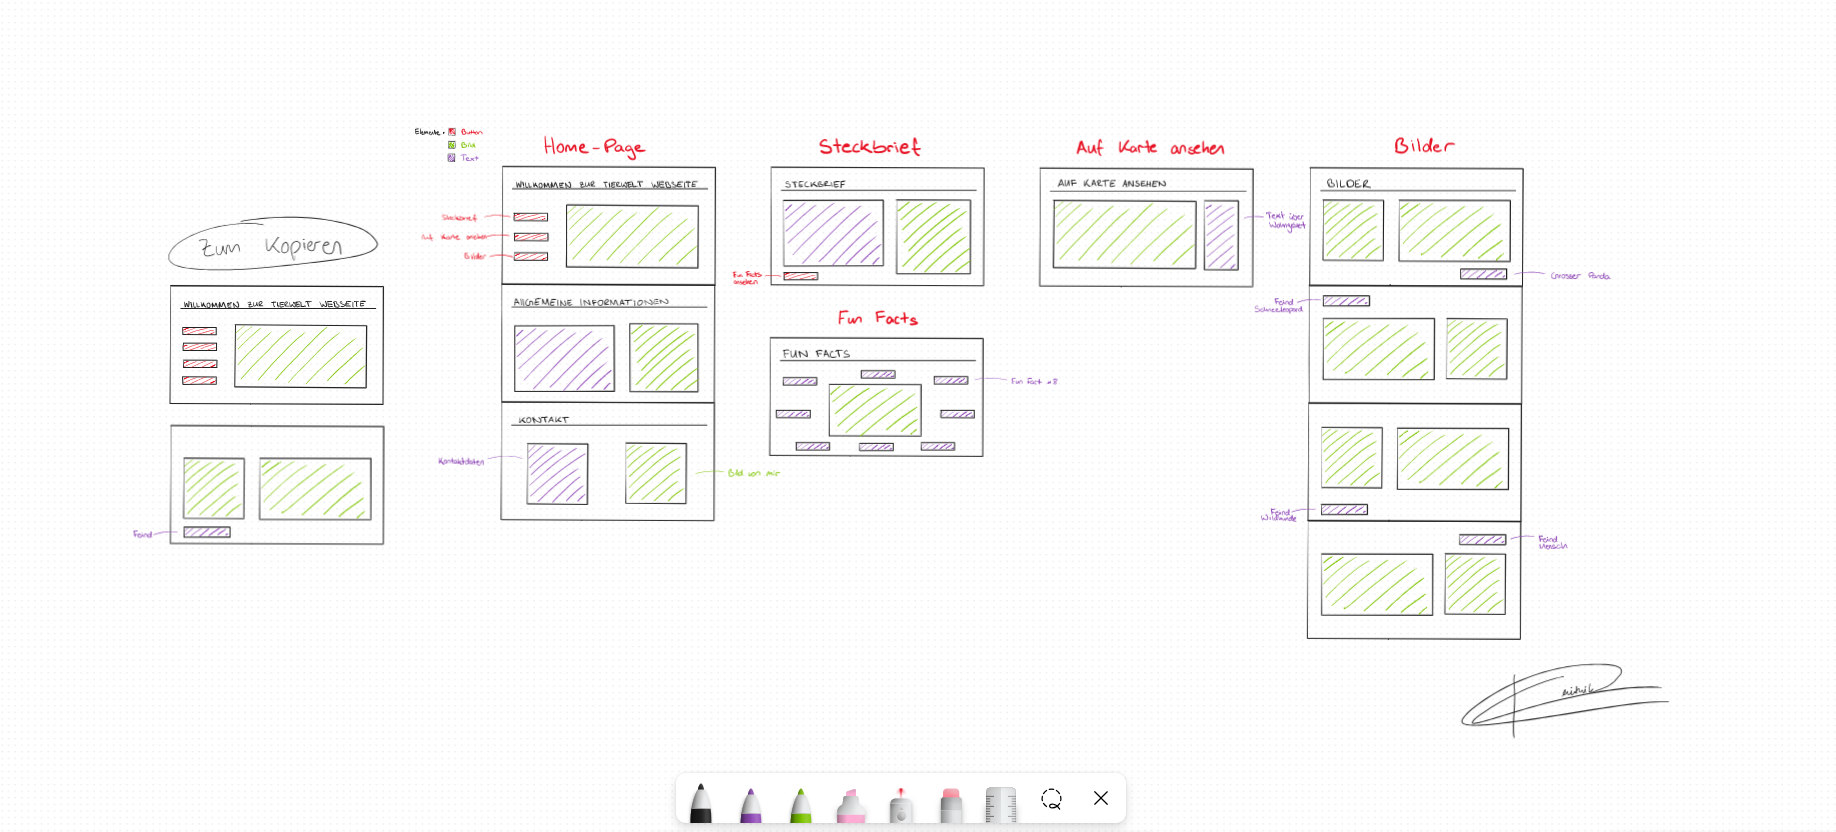 Zum Kopieren
WILLKOMMEN ZUR TIERWELT WEBSEITE
Feind
Elemente:
Button
Bild
Text
Home-Page
WILLKOMMEN ZUR TIERWELT WEBSEITE
Steckbrief
Auf Karte ansehen
Bilder
ALLGEMEINE INFORMATIONEN
KONTAKT
Kontaktdaten
Bild von mir
Steckbrief
STECKBRIEF
Fun Facts
ansehen
Fun Facts
FUN FACTS
Fun Fact x8
Auf Karte ansehen
AUF KARTE ANSEHEN
Text über
Wohngebiet
Bilder
BILDER
Grosser Panda
Feind
Schneeleopard
Feind
Wildhunde
Feind
Mensch